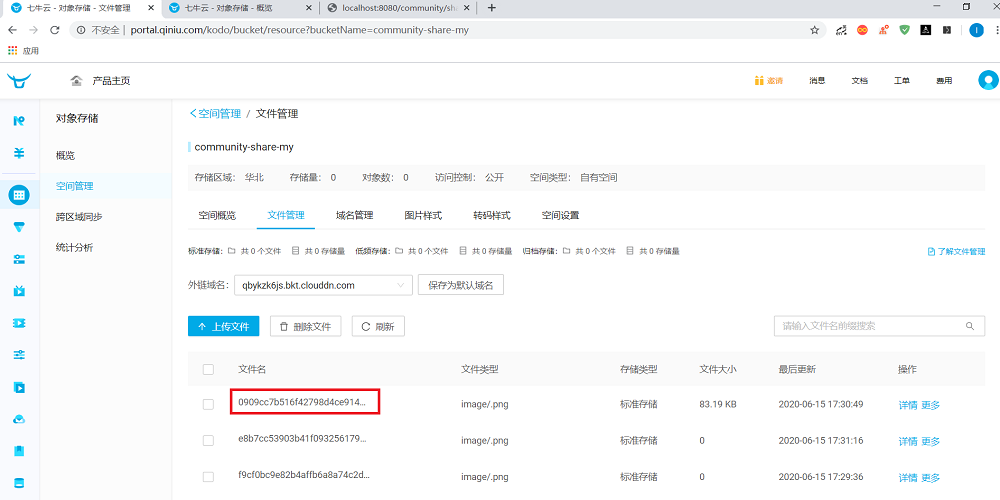 七牛云 - 对象存储 - 文件管理
七牛云 - 对象存储 - 概览
localhost:8080/community/sha
不安全 | portal.qiniu.com/kodo/bucket/resource?bucketName=community-share-my
应用
产品主页
邀请 消息 文档 工单 费用
对象存储
概览
空间管理
跨区域同步
统计分析
空间管理 / 文件管理
community-share-my
存储区域: 华北 存储量: 0 对象数: 0 访问控制: 公开 空间类型: 自有空间
空间概览 文件管理 域名管理 图片样式 转码样式 空间设置
标准存储: 共 0 个文件 共 0 存储量 低频存储: 共 0 个文件 共 0 存储量 归档存储: 共 0 个文件 共 0 存储量 了解文件管理
外链域名: qbykzk6js.bkt.clouddn.com 保存为默认域名
上传文件 删除文件 刷新 请输入文件名前缀搜索
文件名 文件类型 存储类型 文件大小 最后更新 操作
0909cc7b516f42798d4ce914... image/.png 标准存储 83.19 KB 2020-06-15 17:30:49 详情 更多
e8b7cc53903b41f093256179... image/.png 标准存储 0 2020-06-15 17:31:16 详情 更多
f9cf0bc9e82b4affb6a8a74c2d... image/.png 标准存储 0 2020-06-15 17:29:36 详情 更多